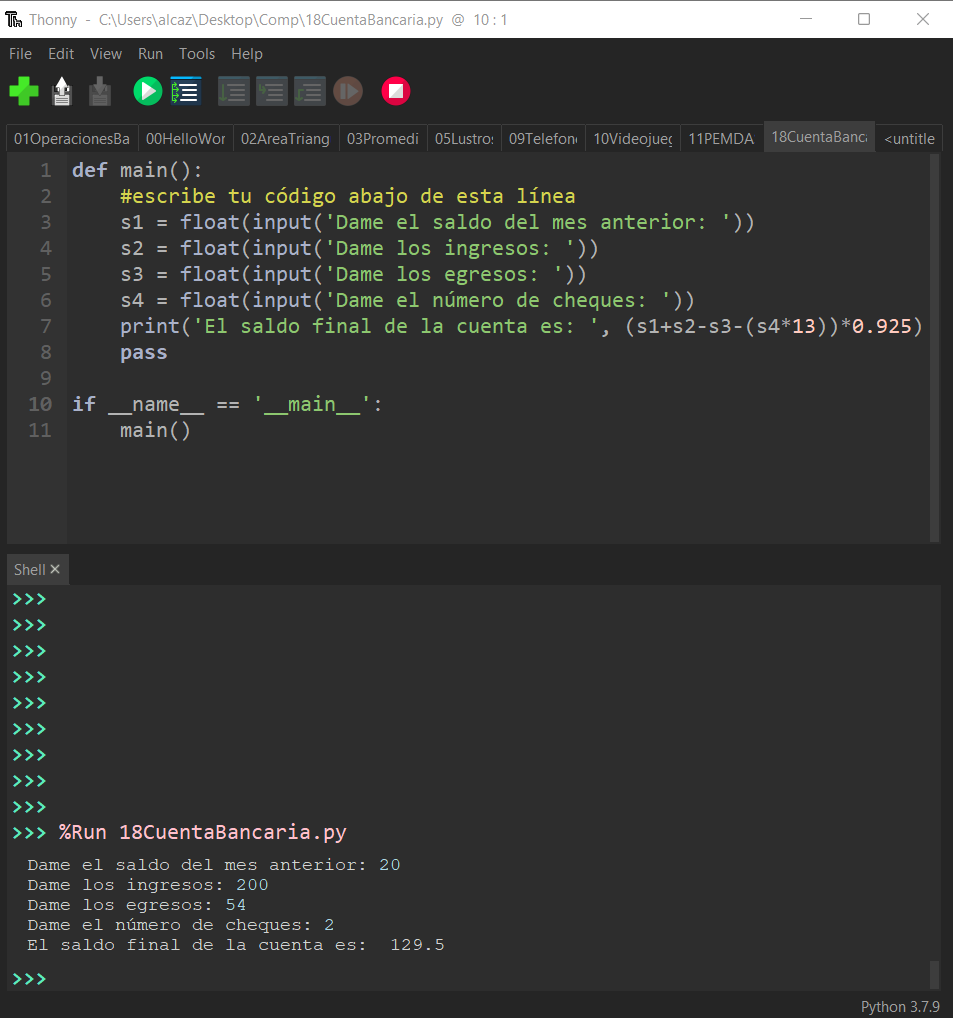 Thonny - C:\Users\alcaz\Desktop\Comp\18CuentaBancaria.py @ 10 : 1
File Edit View Run Tools Help
01OperacionesBa 00HelloWor 02AreaTriang 03Promedi 05Lustros 09Telefon 10Videojueg 11PEMDA 18CuentaBanca <untitle
1 def main():
2     #escribe tu código abajo de esta línea
3     s1 = float(input('Dame el saldo del mes anterior: '))
4     s2 = float(input('Dame los ingresos: '))
5     s3 = float(input('Dame los egresos: '))
6     s4 = float(input('Dame el número de cheques: '))
7     print('El saldo final de la cuenta es: ', (s1+s2-s3-(s4*13))*0.925)
8     pass
9
10 if __name__ == '__main__':
11     main()
Shell ✕
>>>
>>>
>>>
>>>
>>>
>>>
>>>
>>>
>>>
>>> %Run 18CuentaBancaria.py
Dame el saldo del mes anterior: 20
Dame los ingresos: 200
Dame los egresos: 54
Dame el número de cheques: 2
El saldo final de la cuenta es:  129.5
>>>
Python 3.7.9